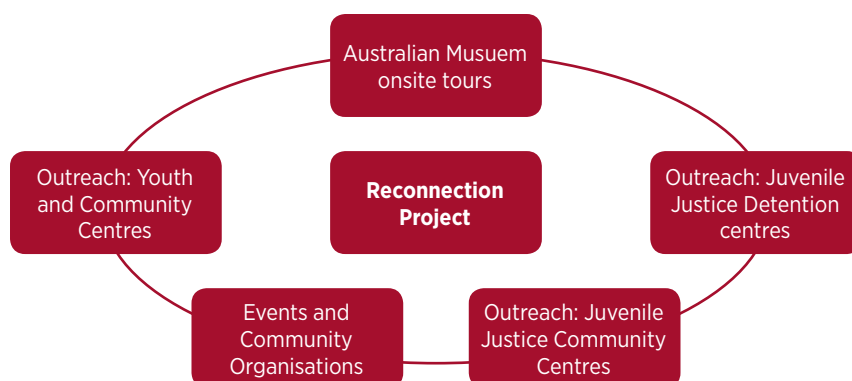 Australian Musuem
onsite tours
Outreach: Youth
and Community
Centres
Reconnection
Project
Outreach: Juvenile
Justice Detention
centres
Events and
Community
Organisations
Outreach: Juvenile
Justice Community
Centres